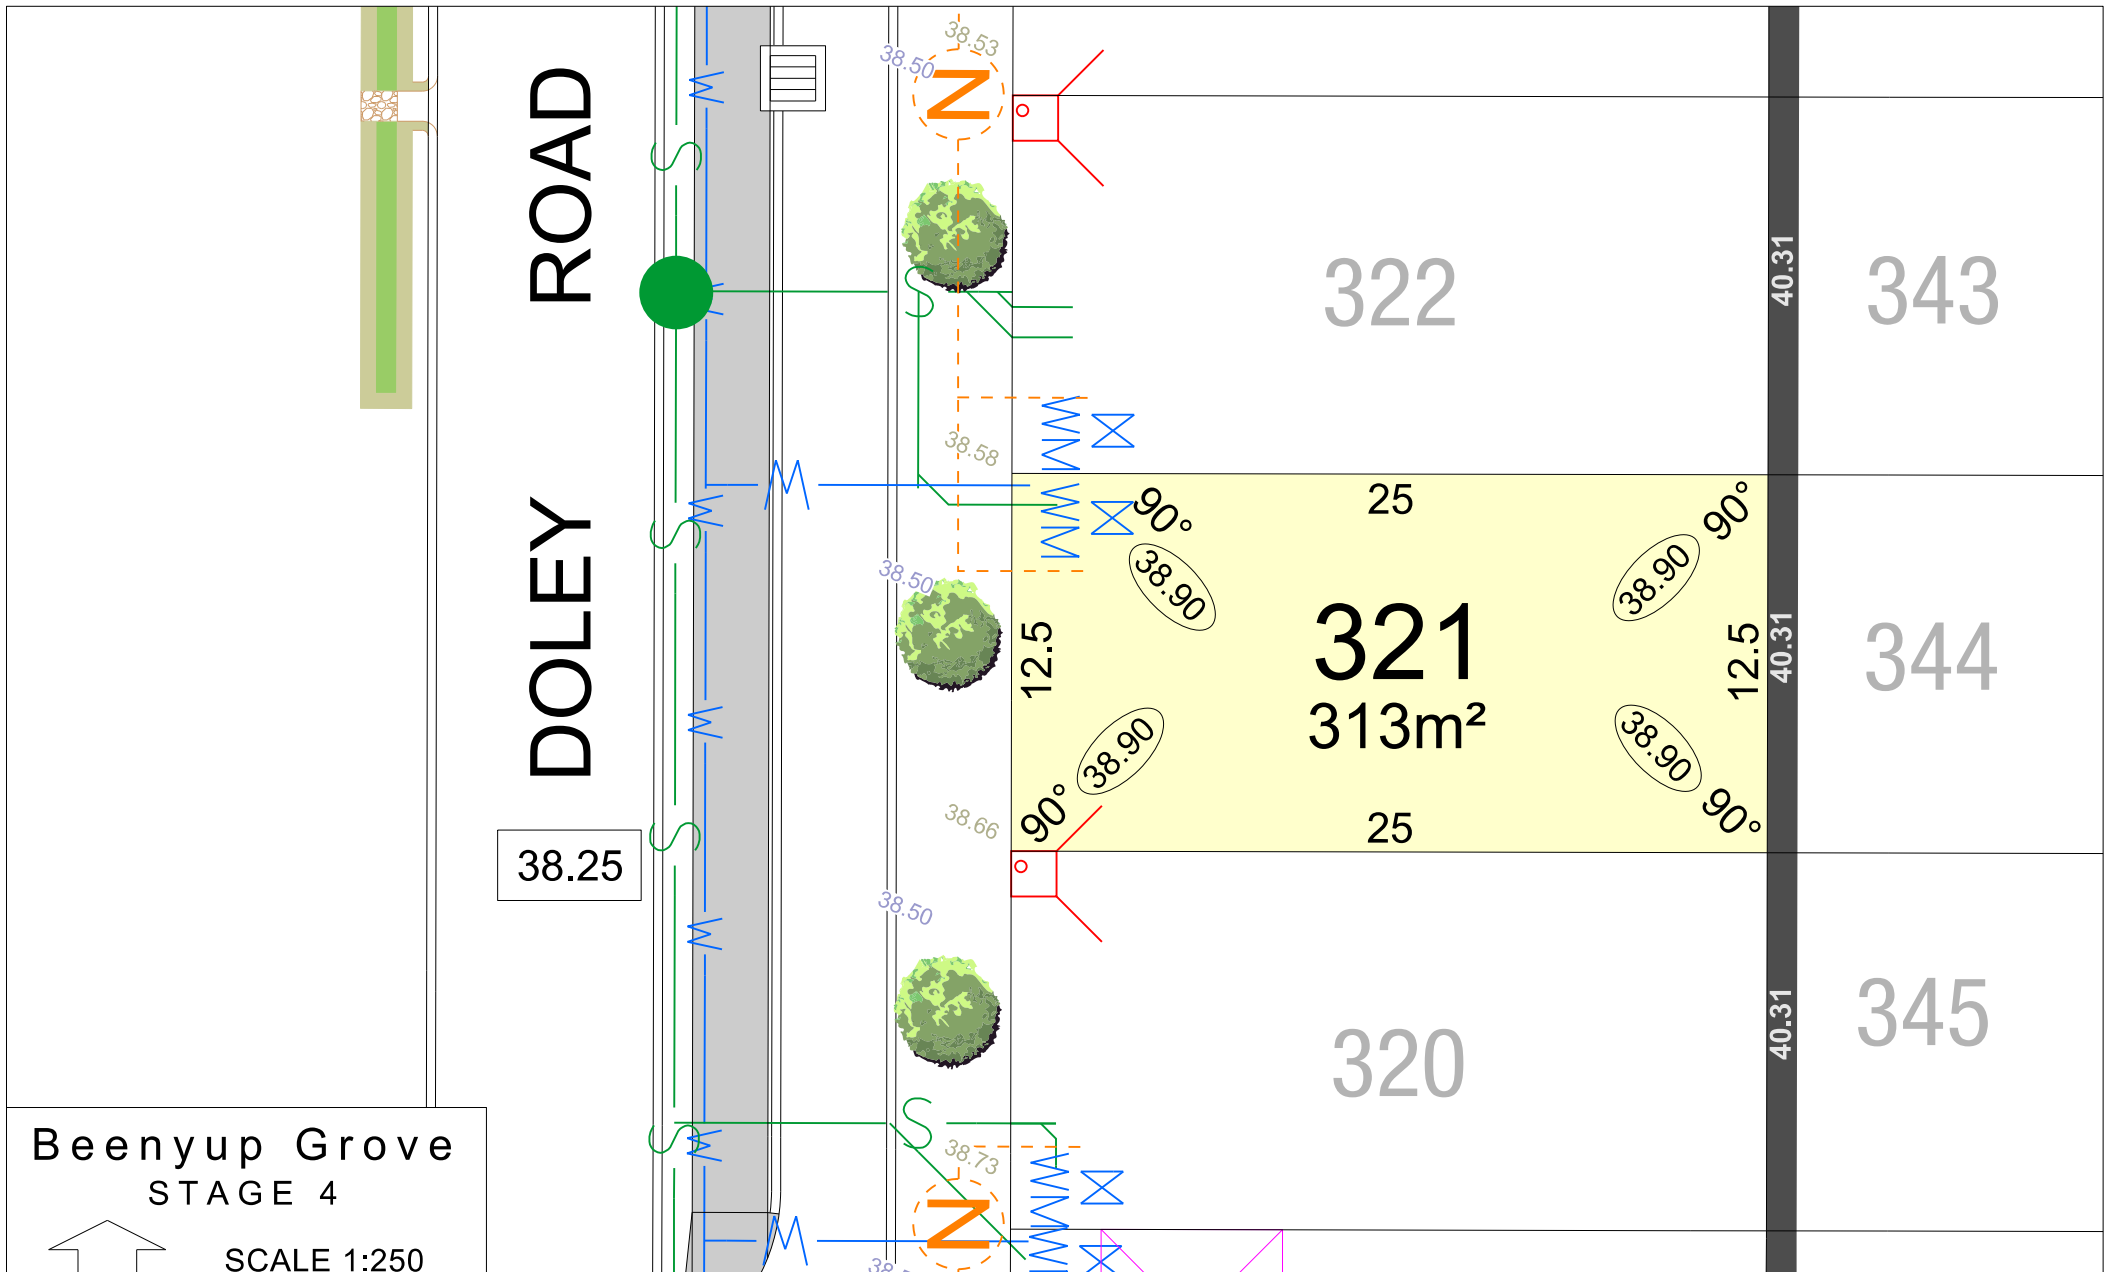 38.53
38.50
N
ROAD
W
S
322
343
40.31
S
38.58
W
W
25
90°
90°
38.90
38.90
DOLEY
S
38.50
12.5
321
12.5
40.31
344
313m²
W
38.90
38.90
90°
90°
38.66
25
38.25
S
38.50
W
320
40.31
345
S
38.73
Beenyup Grove
STAGE 4
S
W
N
W
SCALE 1:250